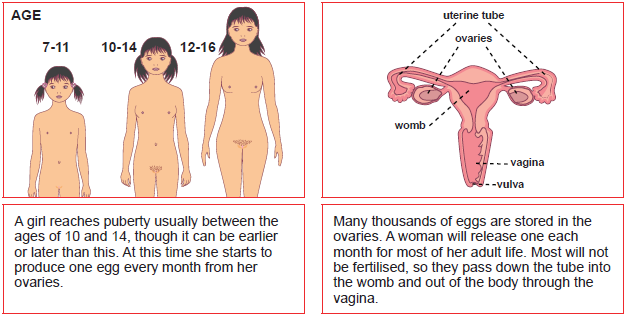 AGE
7-11
10-14
12-16
uterine tube
ovaries
womb
vagina
vulva
A girl reaches puberty usually between the
ages of 10 and 14, though it can be earlier
or later than this. At this time she starts to
produce one egg every month from her
ovaries.
Many thousands of eggs are stored in the
ovaries. A woman will release one each
month for most of her adult life. Most will not
be fertilised, so they pass down the tube into
the womb and out of the body through the
vagina.